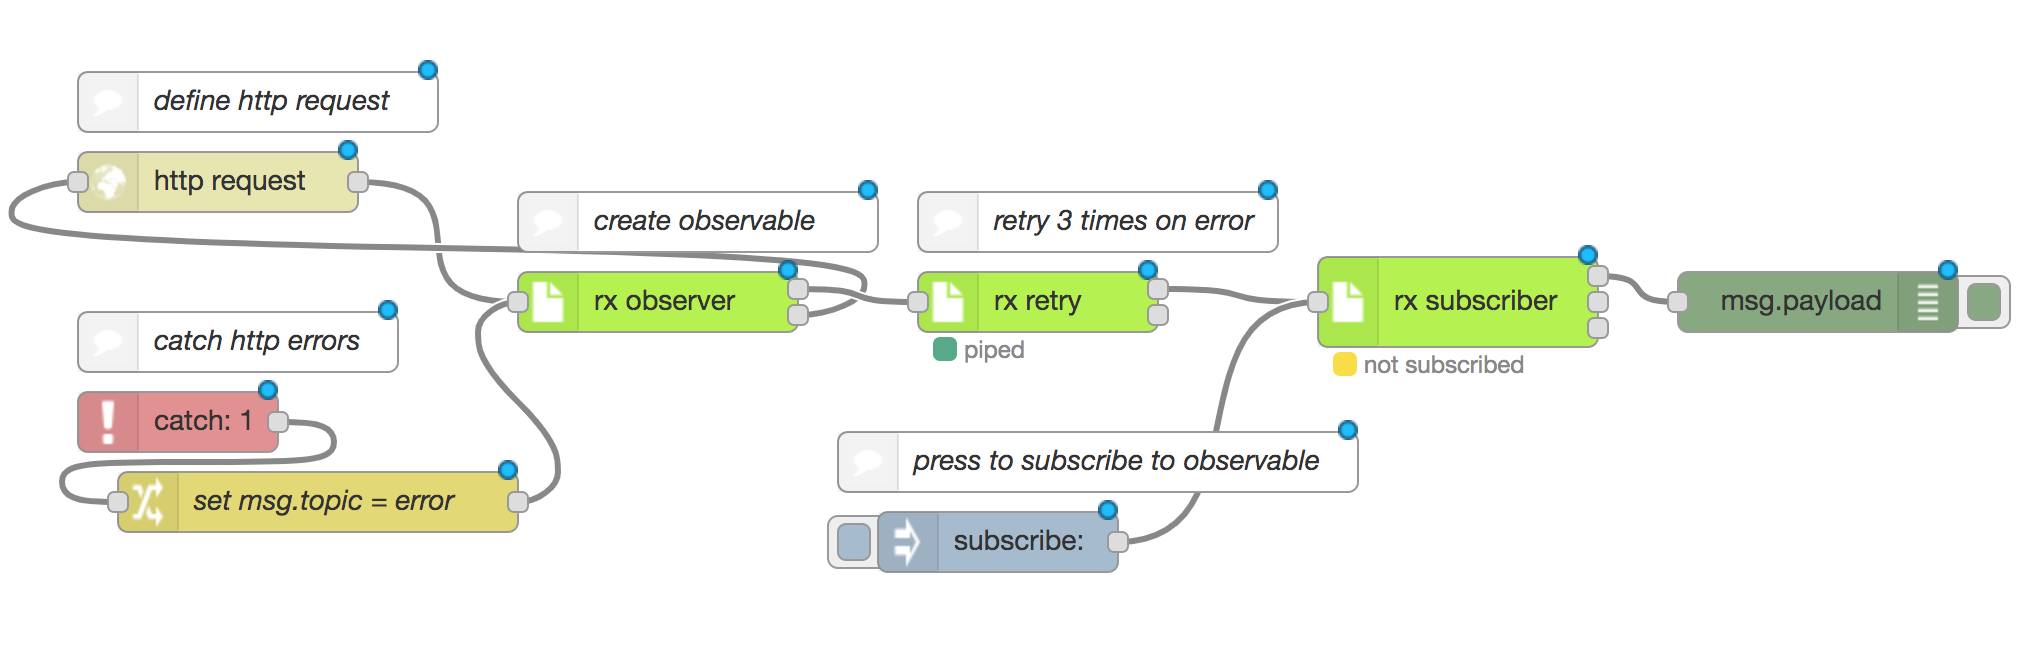 define http request
http request
create observable
retry 3 times on error
rx observer
rx retry
piped
rx subscriber
not subscribed
msg.payload
catch http errors
catch: 1
set msg.topic = error
press to subscribe to observable
subscribe: